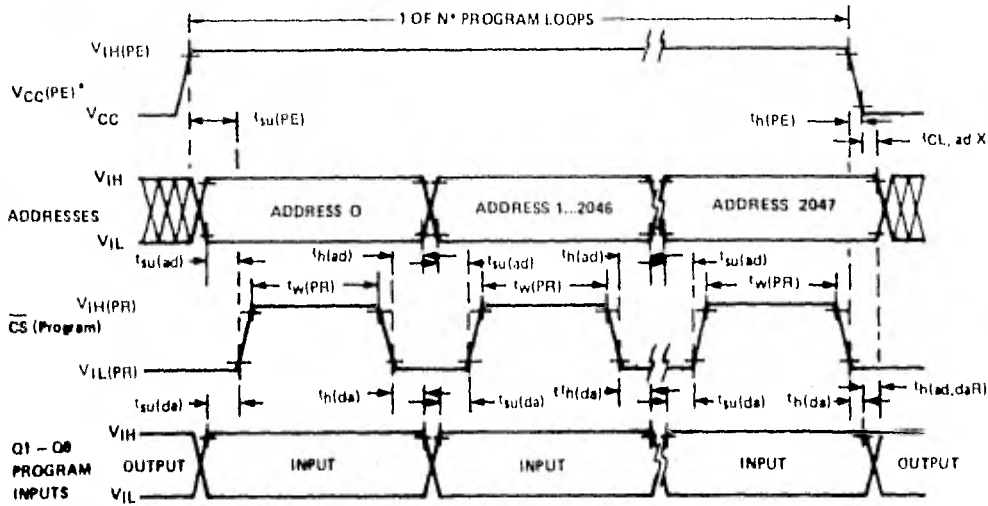 1 OF N* PROGRAM LOOPS
VIH(PE)
VCC(PE)*
VCC
tsu(PE)
th(PE)
tCL, ad X
VIH
ADDRESSES
VIL
ADDRESS 0
ADDRESS 1...2046
ADDRESS 2047
tsu(ad)
th(ad)
tsu(ad)
th(ad)
tsu(ad)
tw(PR)
tw(PR)
tw(PR)
VIH(PR)
CS (Program)
VIL(PR)
tsu(da)
th(da)
tsu(da)
th(da)
tsu(da)
th(da)
th(ad,daR)
VIH
Q1 – Q8
PROGRAM
INPUTS
VIL
OUTPUT
INPUT
INPUT
INPUT
OUTPUT